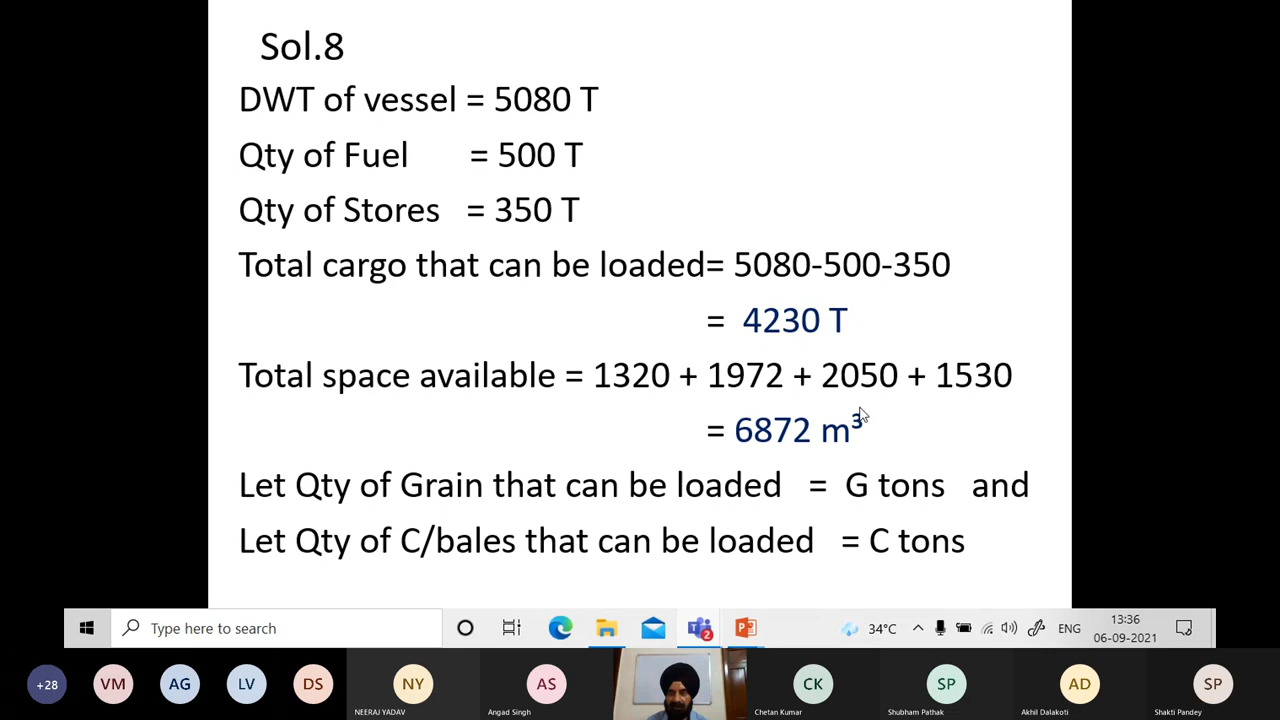 Sol.8
DWT of vessel = 5080 T
Qty of Fuel = 500 T
Qty of Stores = 350 T
Total cargo that can be loaded= 5080-500-350
= 4230 T
Total space available = 1320 + 1972 + 2050 + 1530
= 6872 m³
Let Qty of Grain that can be loaded = G tons and
Let Qty of C/bales that can be loaded = C tons
Type here to search
2
34°C
ENG
13:36
06-09-2021
+28
VM
AG
LV
DS
NY
AS
CK
SP
AD
SP
NEERAJ YADAV
Angad Singh
Chetan Kumar
Shubham Pathak
Akhil Dalakoti
Shakti Pandey